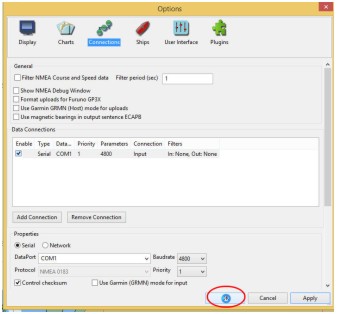 Options
Display Charts Connections Ships User Interface Plugins
General
Filter NMEA Course and Speed data Filter period (sec) 1
Show NMEA Debug Window
Format uploads for Furuno GP3X
Use Garmin GRMN (Host) mode for uploads
Use magnetic bearings in output sentence ECAPB
Data Connections
Enable Type Data... Priority Parameters Connection Filters
Serial COM1 1 4800 Input In: None, Out: None
Add Connection Remove Connection
Properties
Serial Network
DataPort COM1 Baudrate 4800
Protocol NMEA 0183 Priority 1
Control checksum Use Garmin (GRMN) mode for input
Cancel Apply